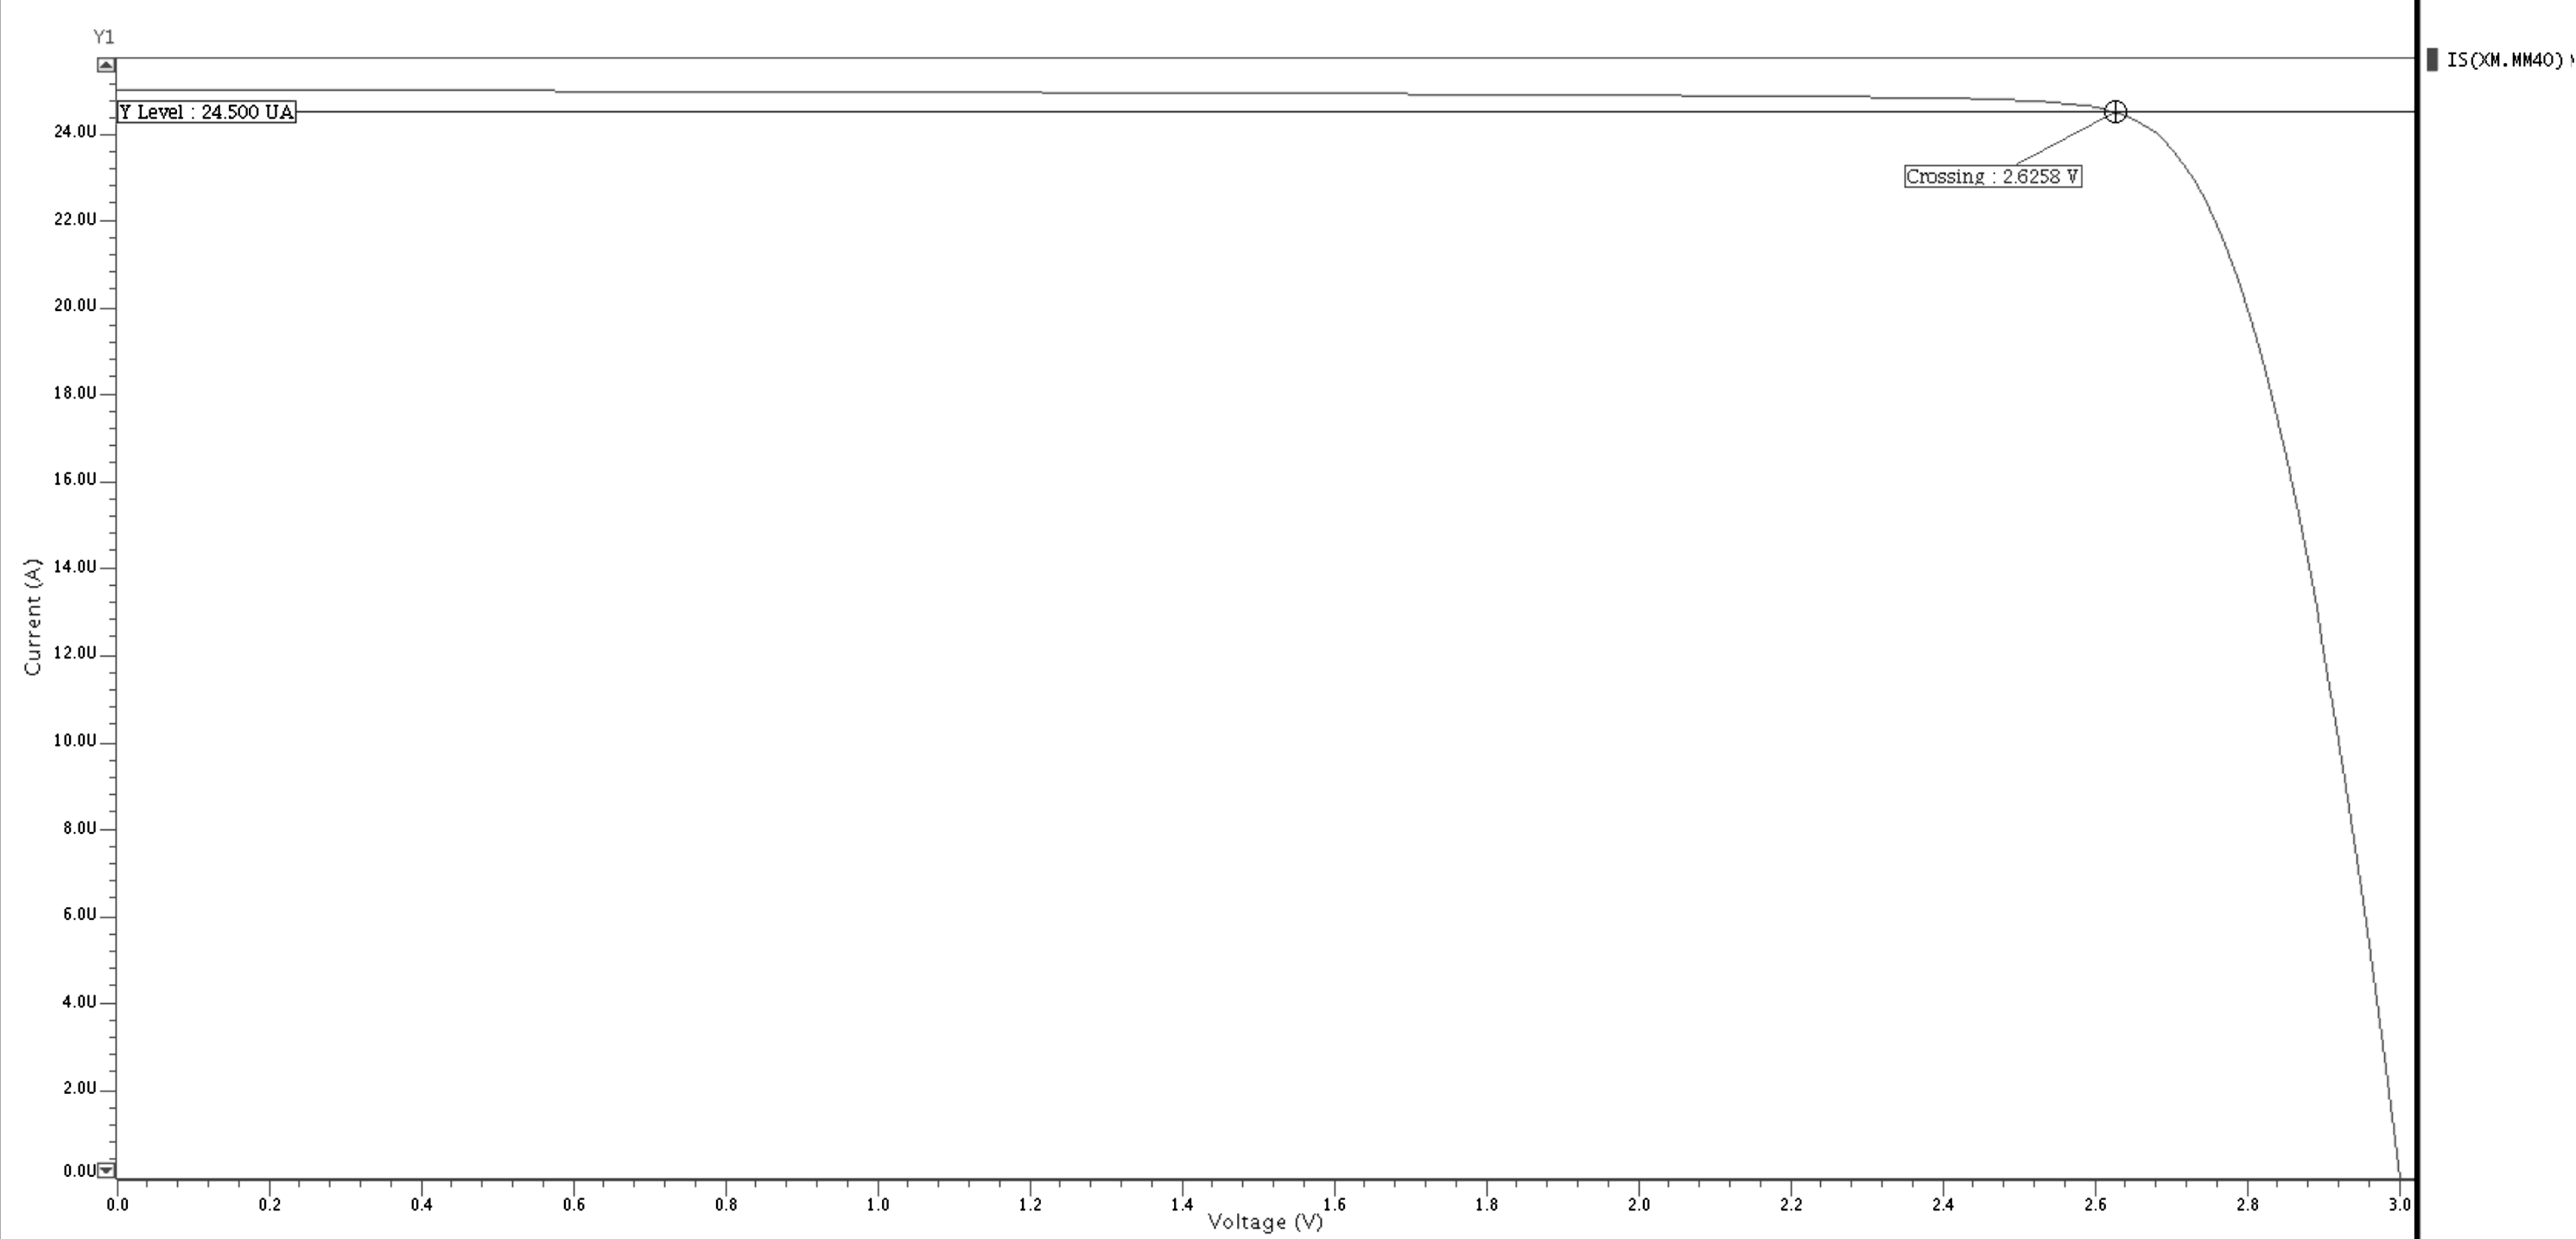 Y1
IS(XM.MM40)
Y Level : 24.500 UA
24.0U
Crossing : 2.6258 V
22.0U
20.0U
18.0U
16.0U
14.0U
12.0U
10.0U
8.0U
6.0U
4.0U
2.0U
0.0U
Current (A)
0.0 0.2 0.4 0.6 0.8 1.0 1.2 1.4 1.6 1.8 2.0 2.2 2.4 2.6 2.8 3.0
Voltage (V)